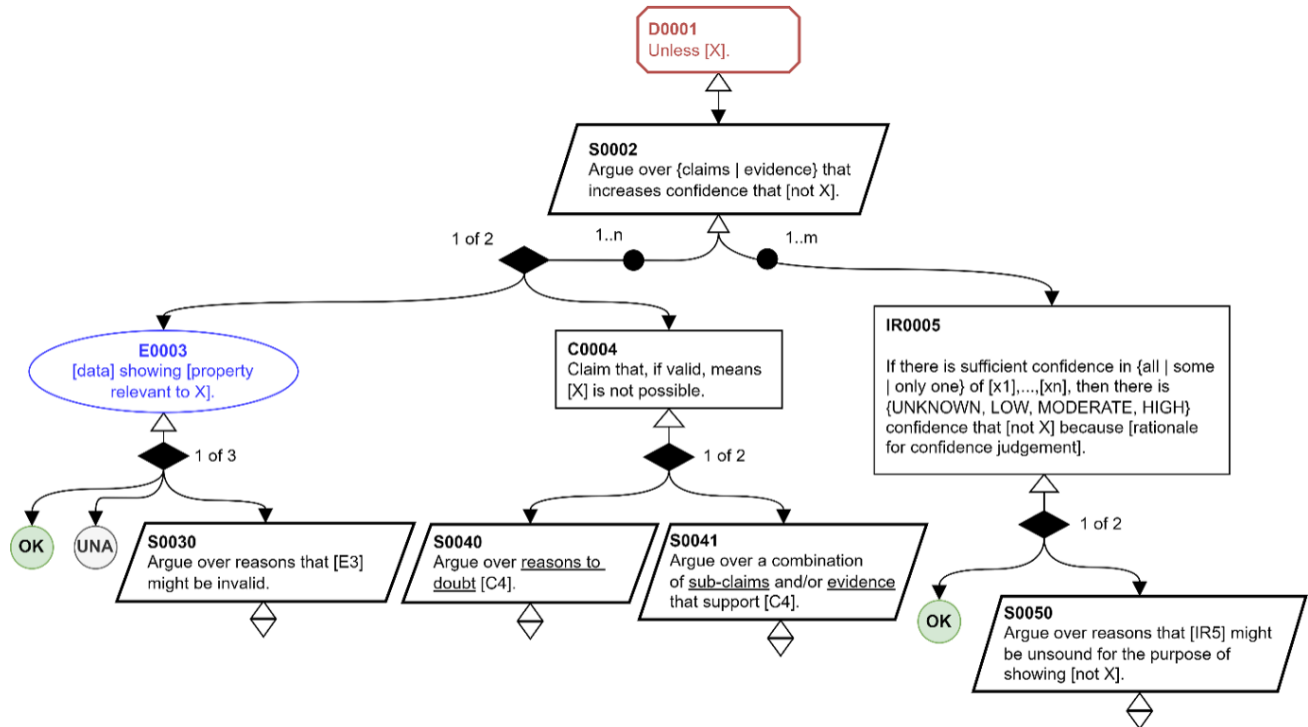 D0001
Unless [X].
S0002
Argue over {claims | evidence} that
increases confidence that [not X].
1 of 2
1..n
1..m
E0003
[data] showing [property
relevant to X].
C0004
Claim that, if valid, means
[X] is not possible.
IR0005
If there is sufficient confidence in {all | some
| only one} of [x1],...,[xn], then there is
{UNKNOWN, LOW, MODERATE, HIGH}
confidence that [not X] because [rationale
for confidence judgement].
1 of 3
1 of 2
1 of 2
OK
UNA
S0030
Argue over reasons that [E3]
might be invalid.
S0040
Argue over reasons to
doubt [C4].
S0041
Argue over a combination
of sub-claims and/or evidence
that support [C4].
OK
S0050
Argue over reasons that [IR5] might
be unsound for the purpose of
showing [not X].